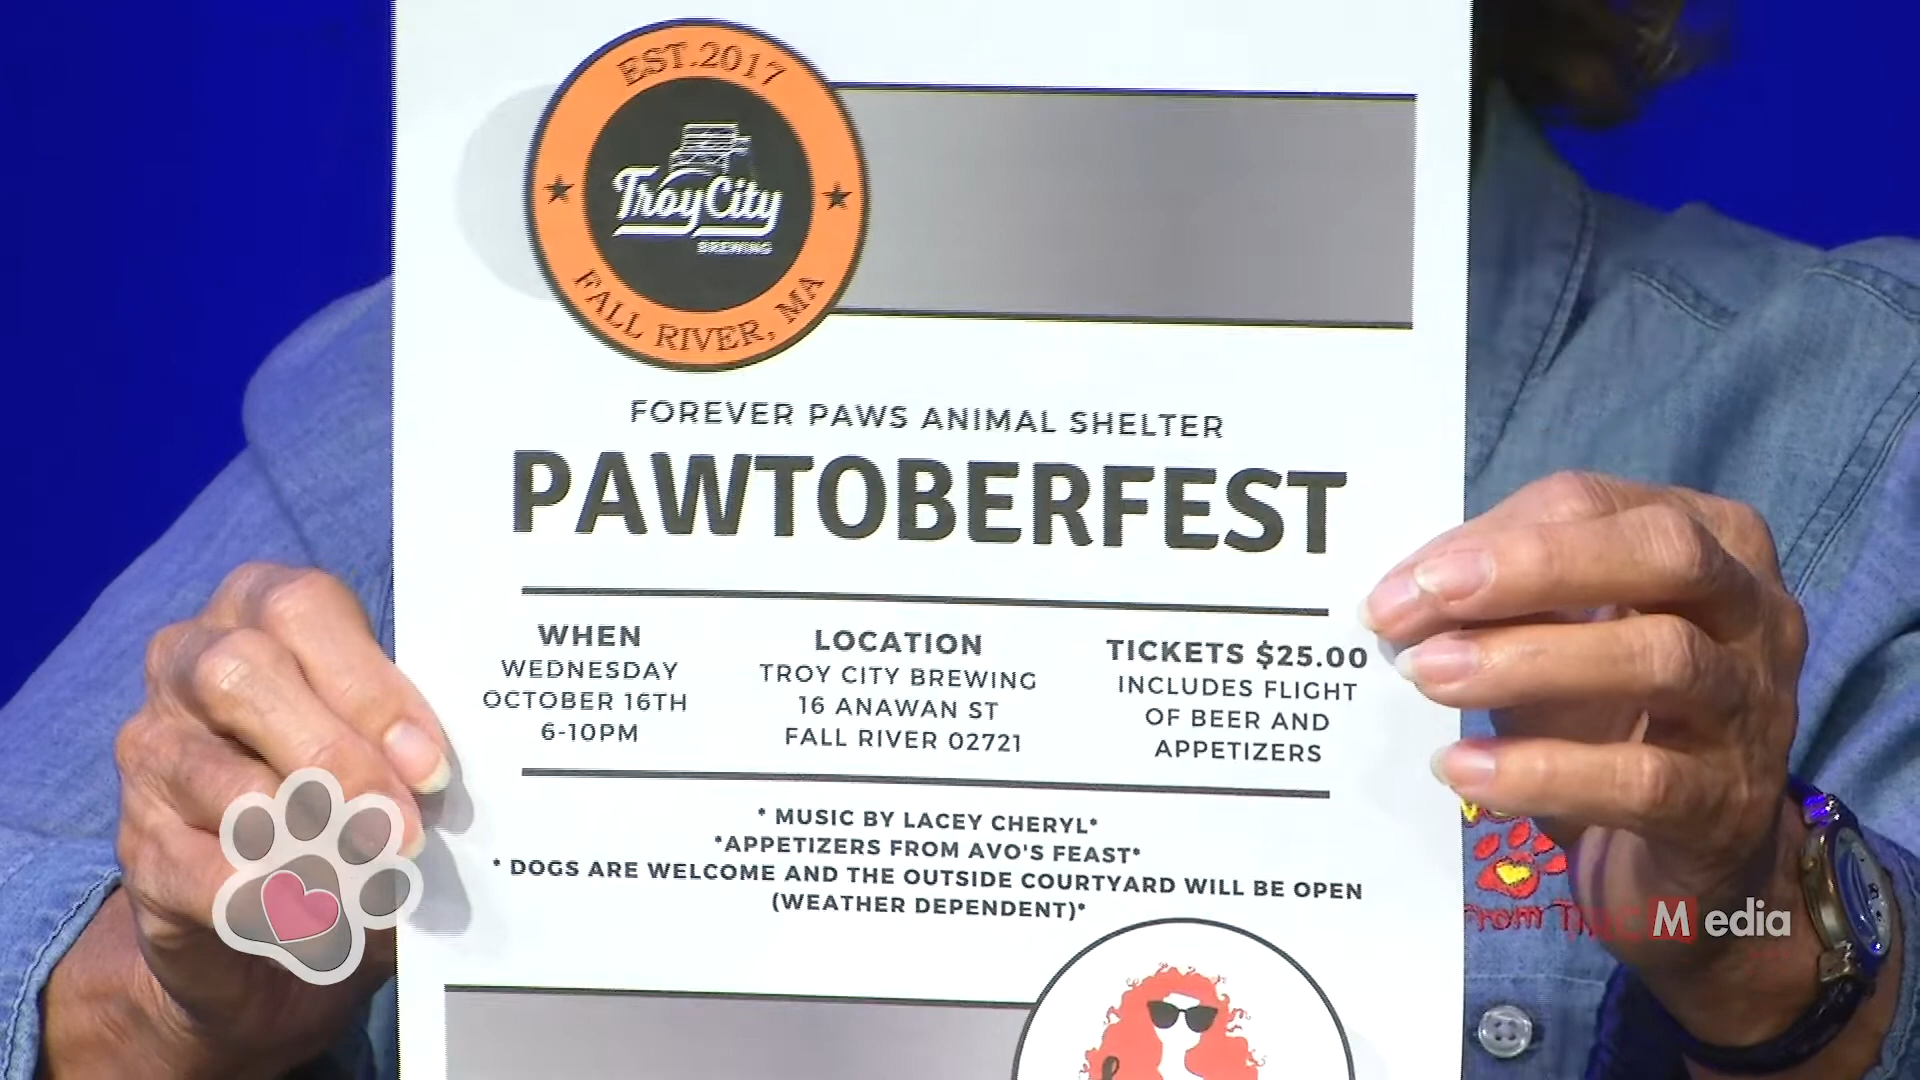 EST.2017
Troy City
BREWING
FALL RIVER, MA
FOREVER PAWS ANIMAL SHELTER
PAWTOBERFEST
WHEN
WEDNESDAY
OCTOBER 16TH
6-10PM
LOCATION
TROY CITY BREWING
16 ANAWAN ST
FALL RIVER 02721
TICKETS $25.00
INCLUDES FLIGHT
OF BEER AND
APPETIZERS
* MUSIC BY LACEY CHERYL*
*APPETIZERS FROM AVO'S FEAST*
* DOGS ARE WELCOME AND THE OUTSIDE COURTYARD WILL BE OPEN
(WEATHER DEPENDENT)*
from
Media